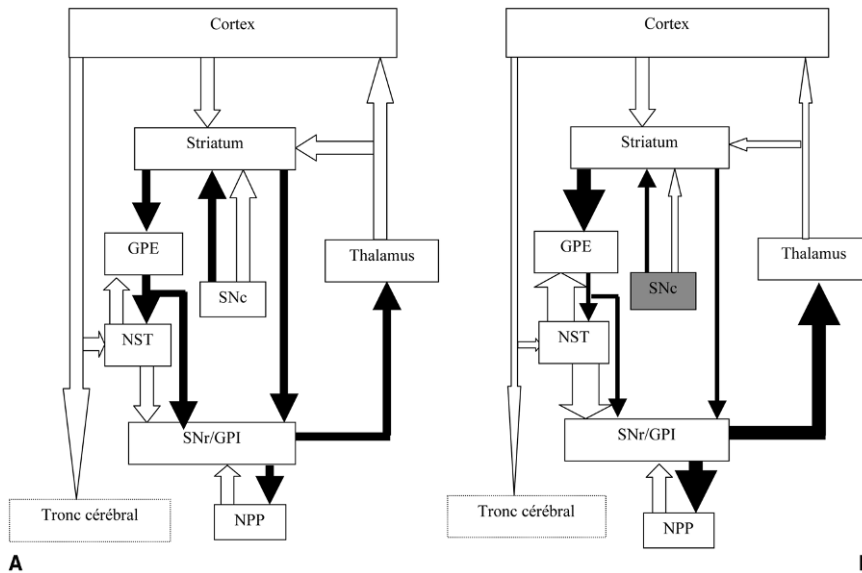 Cortex
Striatum
GPE
SNc
Thalamus
NST
SNr/GPI
Tronc cérébral
NPP
A
Cortex
Striatum
GPE
SNc
Thalamus
NST
SNr/GPI
Tronc cérébral
NPP